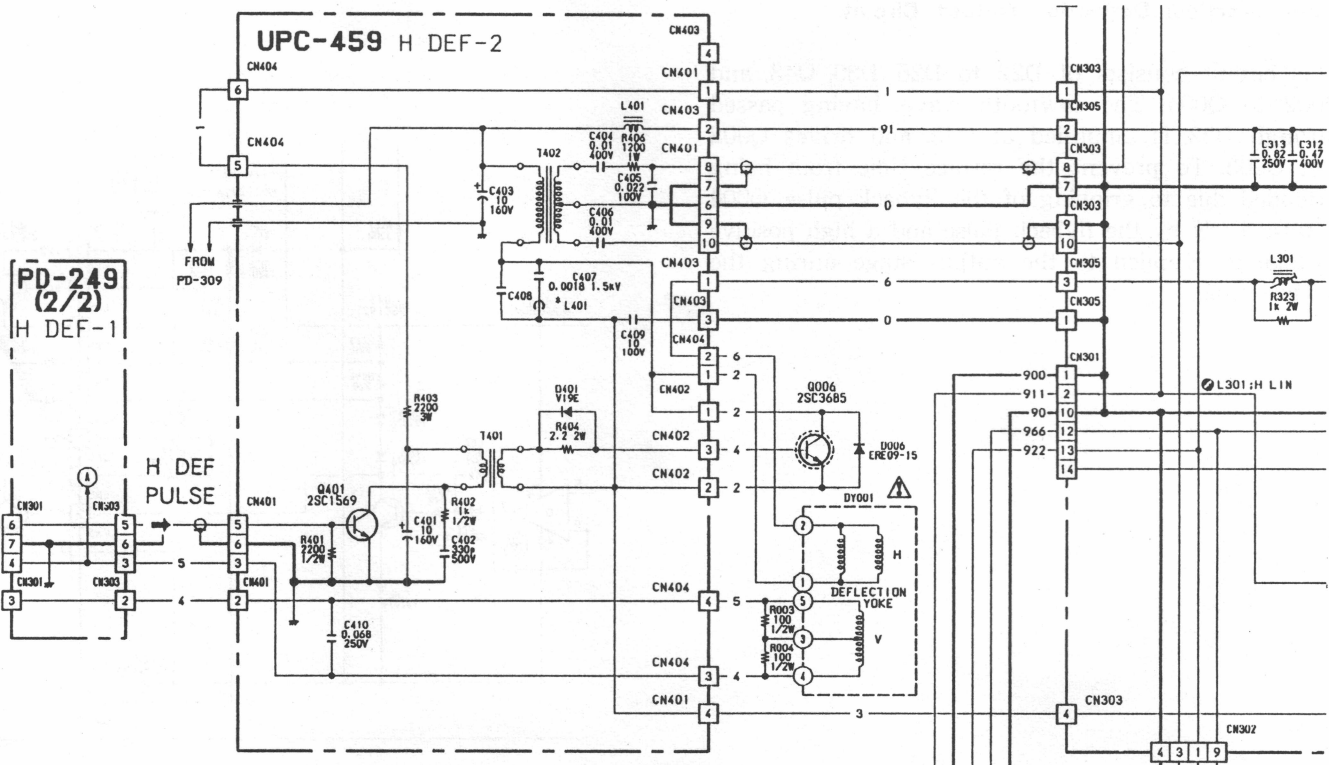 UPC-459 H DEF-2
CN404
6
CN404
5
FROM
PD-309
PD-249
(2/2)
H DEF-1
CN301
6
7
4
CN301
3
A
CN303
5
6
3
CN303
2
H DEF
PULSE
5
4
CN401
5
6
3
CN401
2
R401
2200
1/2W
Q401
2SC1569
R403
2200
3W
C401
10
160V
R402
1k
1/2W
C402
330p
500V
T401
D401
V19E
R404
2.2 2W
C410
0.068
250V
C403
10
160V
T402
C404
0.01
400V
L401
R406
1200
1W
C405
0.022
100V
C406
0.01
400V
C408
C407
0.0018 1.5kV
* L401
C409
10
100V
CN403
4
CN401
1
CN403
2
CN401
8
7
6
9
10
CN403
1
CN403
3
CN404
2
1
CN402
1
CN402
3
CN402
2
CN404
4
CN404
3
CN401
4
1
91
0
6
0
6
2
2
4
2
5
4
3
Q006
2SC3685
D006
ERE09-15
DY001
2
1
5
3
4
H
DEFLECTION
YOKE
V
R003
100
1/2W
R004
100
1/2W
CN303
1
CN305
2
CN303
8
7
CN303
9
10
CN305
3
CN305
1
CN301
900
1
911
2
90
10
966
12
922
13
14
C313
0.82
250V
C312
0.47
400V
L301
R323
1k 2W
L301;H LIN
CN303
4
CN302
4 3 1 9